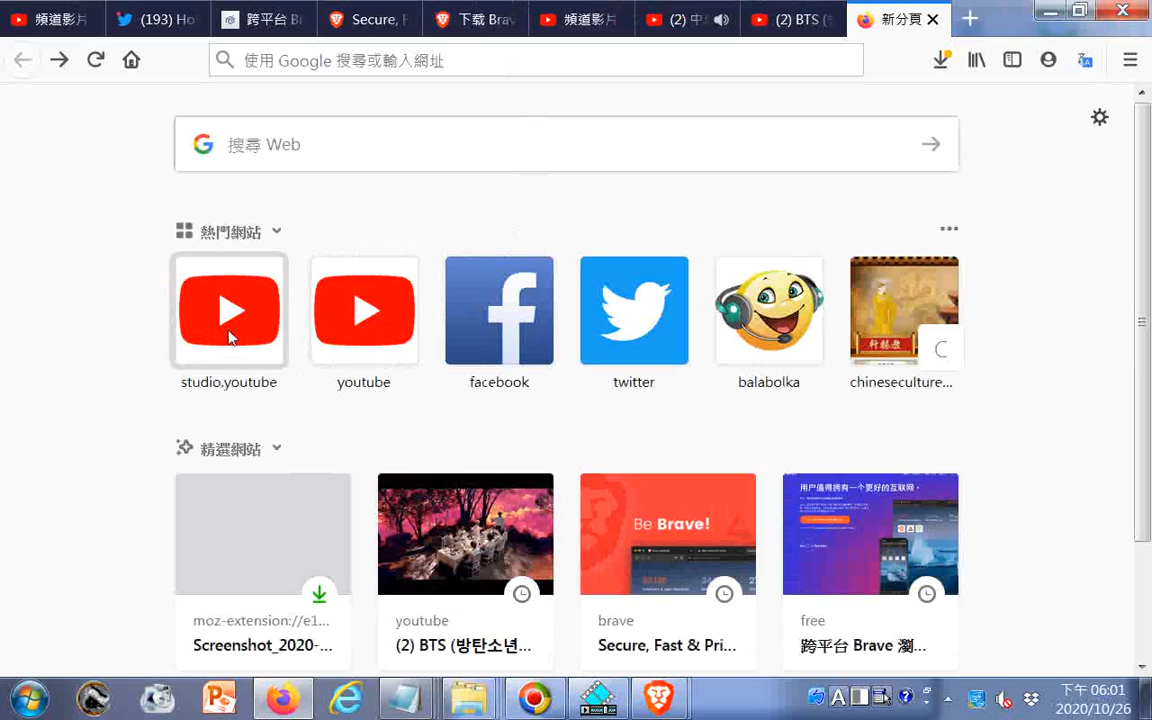 頻道影片
(193) Ho
跨平台 B
Secure, F
下载 Brav
頻道影片
(2) 中
(2) BTS (
新分頁
使用 Google 搜尋或輸入網址
搜尋 Web
熱門網站
studio.youtube
youtube
facebook
twitter
balabolka
chineseculture...
C
精選網站
Be Brave!
用户值得拥有一个更好的互联网。
moz-extension://e1...
Screenshot_2020-...
youtube
(2) BTS (방탄소년...
brave
Secure, Fast & Pri...
free
跨平台 Brave 瀏...
下午 06:01
2020/10/26